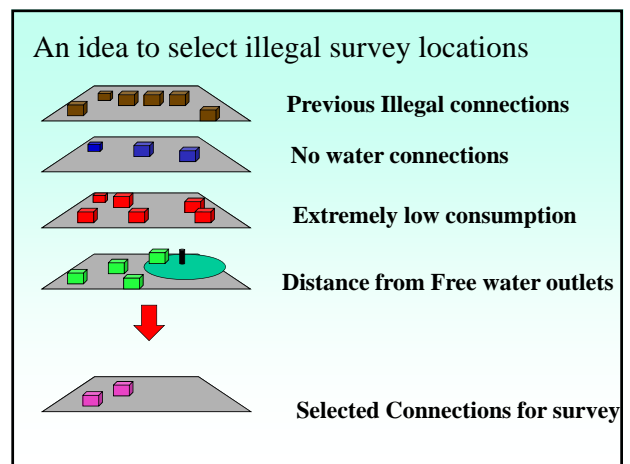 An idea to select illegal survey locations
Previous Illegal connections
No water connections
Extremely low consumption
Distance from Free water outlets
Selected Connections for survey